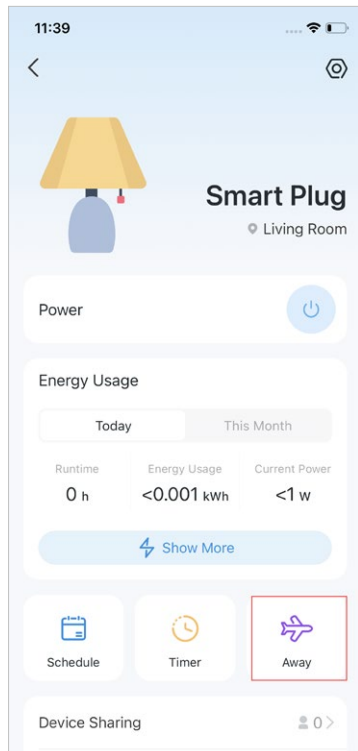 11:39
Smart Plug
Living Room
Power
Energy Usage
Today This Month
Runtime Energy Usage Current Power
0 h <0.001 kWh <1 w
Show More
Schedule Timer Away
Device Sharing 0 >